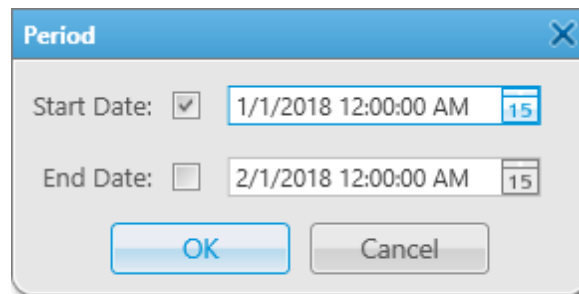 Period
Start Date: 1/1/2018 12:00:00 AM 15
End Date: 2/1/2018 12:00:00 AM 15
OK Cancel